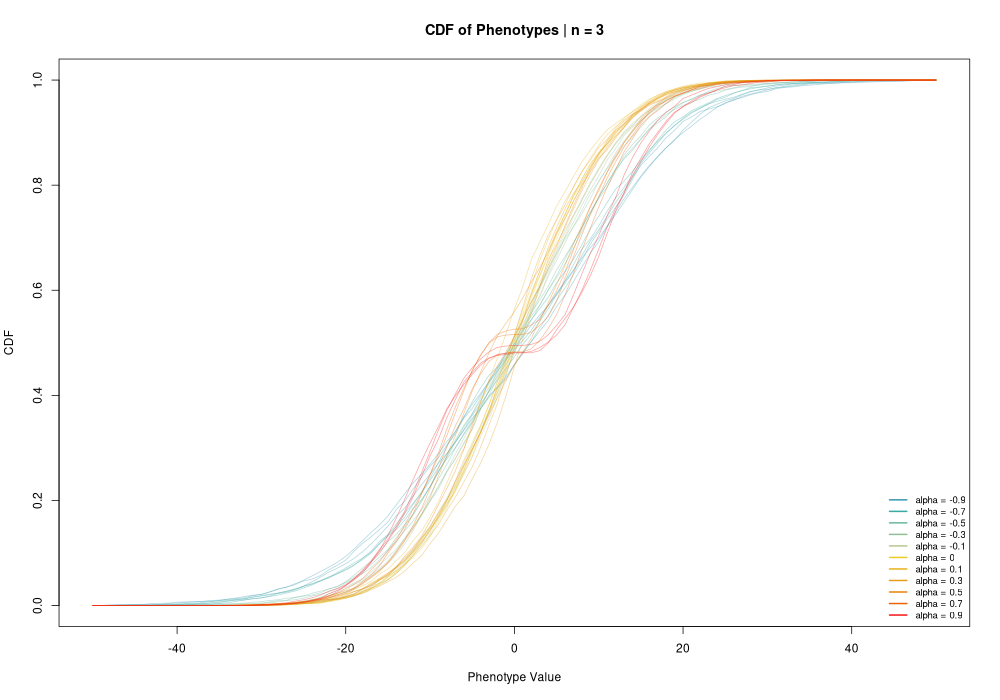 CDF of Phenotypes | n = 3
CDF
1.0
0.8
0.6
0.4
0.2
0.0
-40
-20
0
20
40
Phenotype Value
alpha = -0.9
alpha = -0.7
alpha = -0.5
alpha = -0.3
alpha = -0.1
alpha = 0
alpha = 0.1
alpha = 0.3
alpha = 0.5
alpha = 0.7
alpha = 0.9